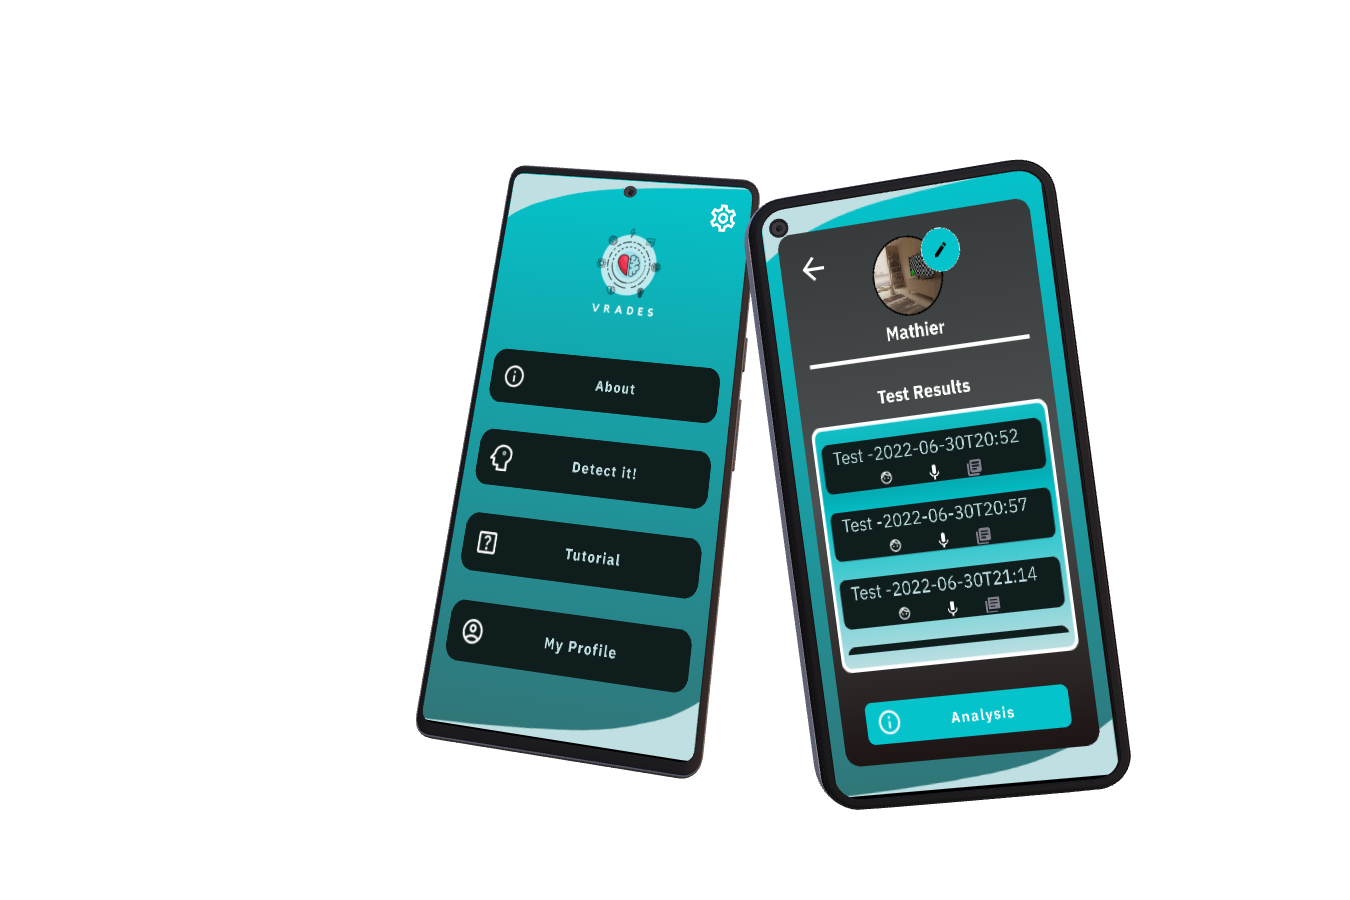 VRADES
About
Detect it!
Tutorial
My Profile
Mathier
Test Results
Test -2022-06-30T20:52
Test -2022-06-30T20:57
Test -2022-06-30T21:14
Analysis